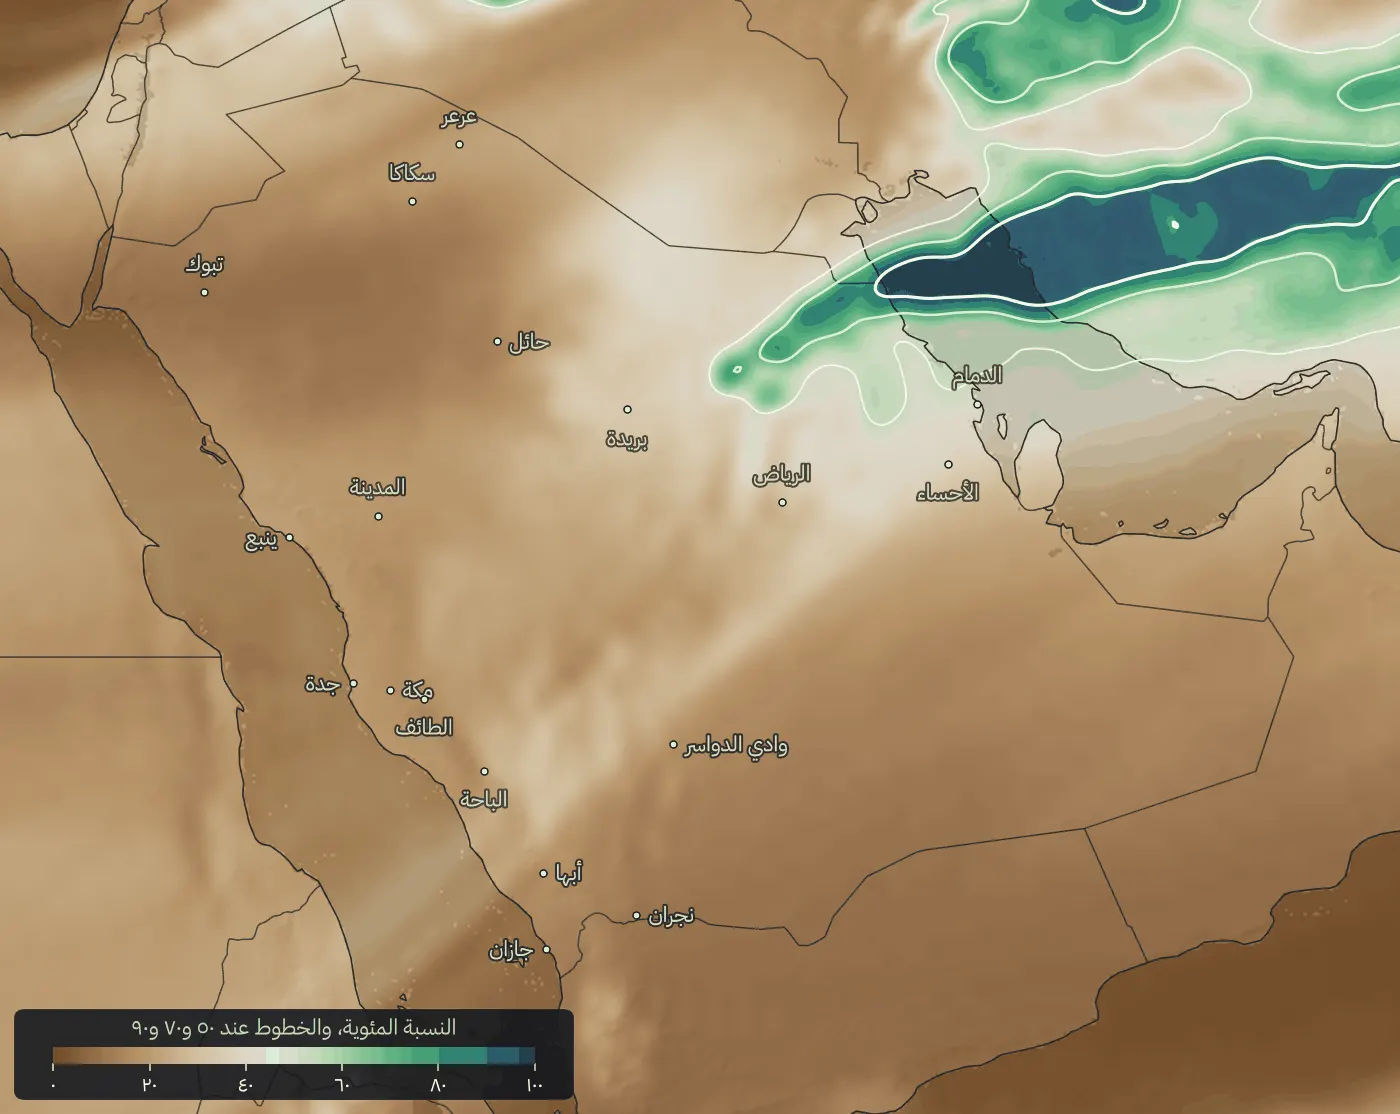 عرعر
سكاكا
تبوك
حائل
الدمام
بريدة
الرياض
الأحساء
المدينة
ينبع
جدة
مكة
الطائف
وادي الدواسر
الباحة
أبها
نجران
جازان
النسبة المئوية، والخطوط عند ٥٠ و٧٠ و٩٠
٠ ٢٠ ٤٠ ٦٠ ٨٠ ١٠٠